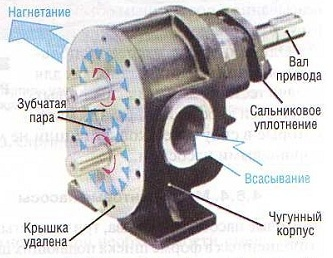 Нагнетание
Вал
привода
Зубчатая
пара
Сальниковое
уплотнение
Всасывание
Крышка
удалена
Чугунный
корпус